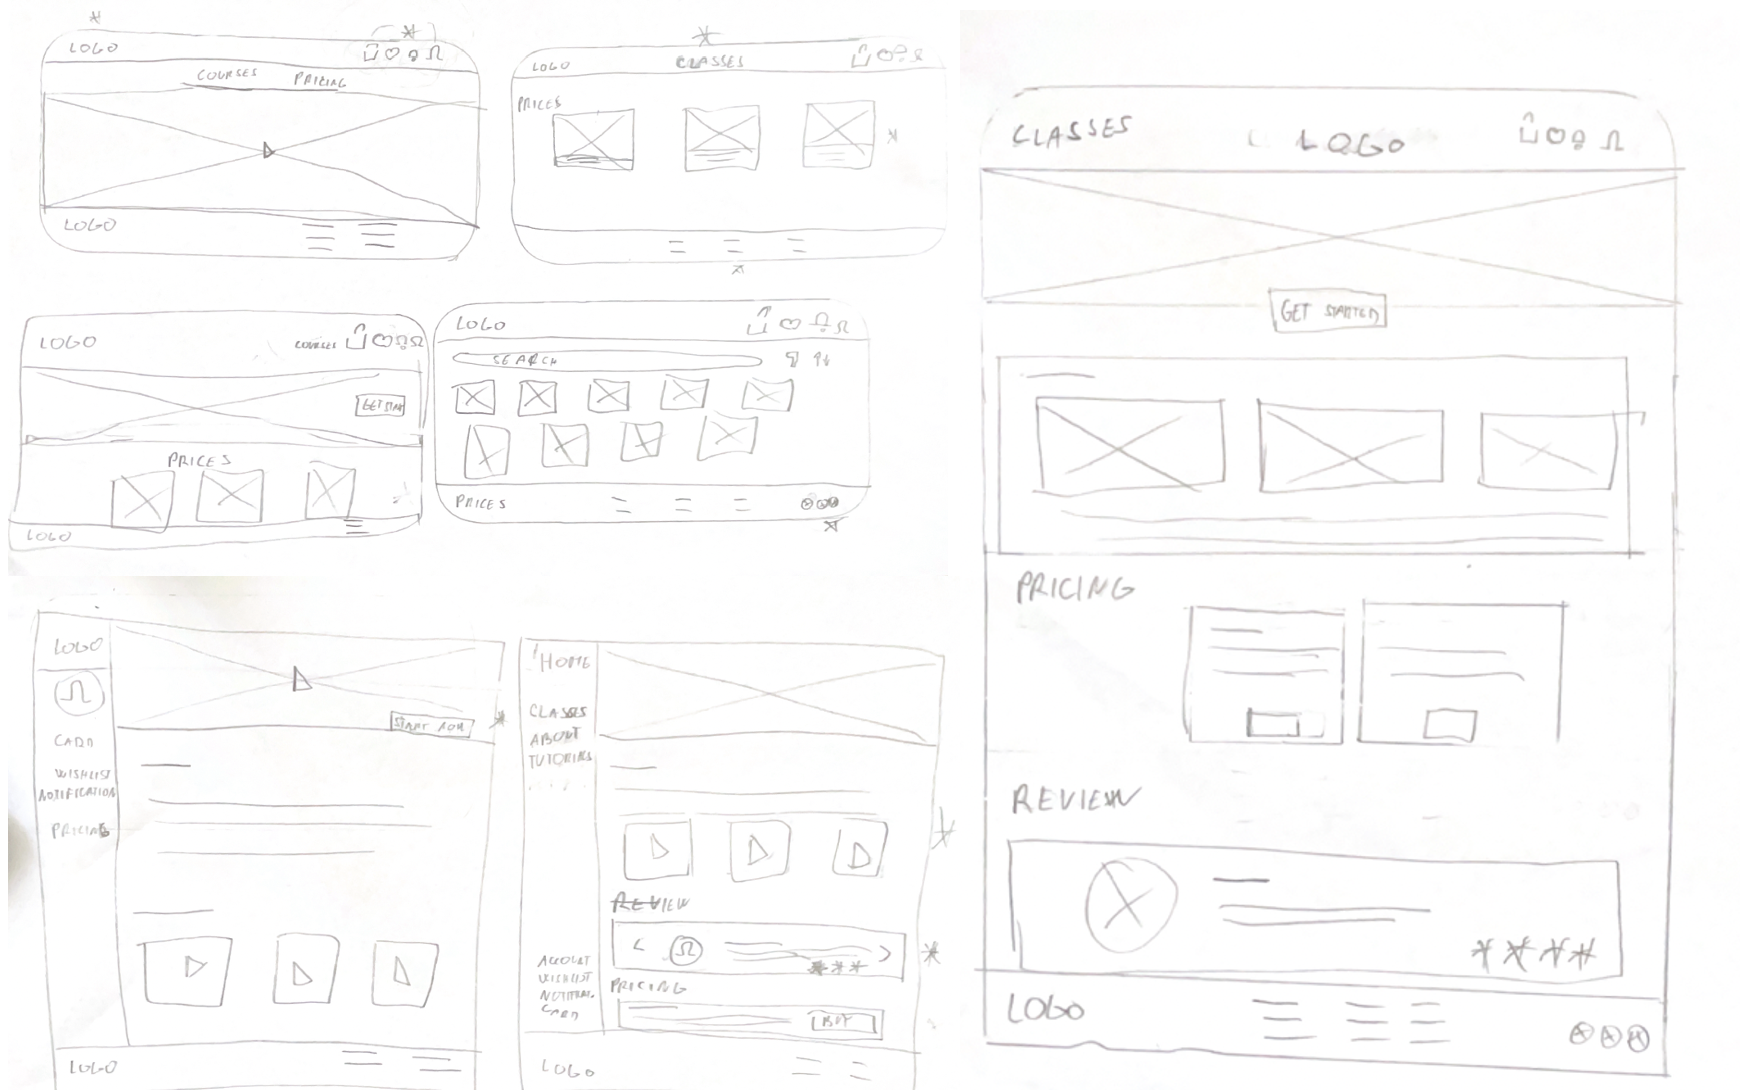 LOGO
COURSES PRICING
LOGO
LOGO CLASSES
PRICES
LOGO COURSES
GET STAR
PRICES
LOGO
LOGO
SEARCH
PRICES
LOGO
START NOW
CARD
WISHLIST
NOTIFICATION
PRICING
LOGO
HOME
CLASSES
ABOUT
TUTORIALS
REVIEW
ACCOUNT
WISHLIST
PRICING
CARD
BUY
LOGO
CLASSES LOGO
GET STARTED
PRICING
REVIEW
LOGO